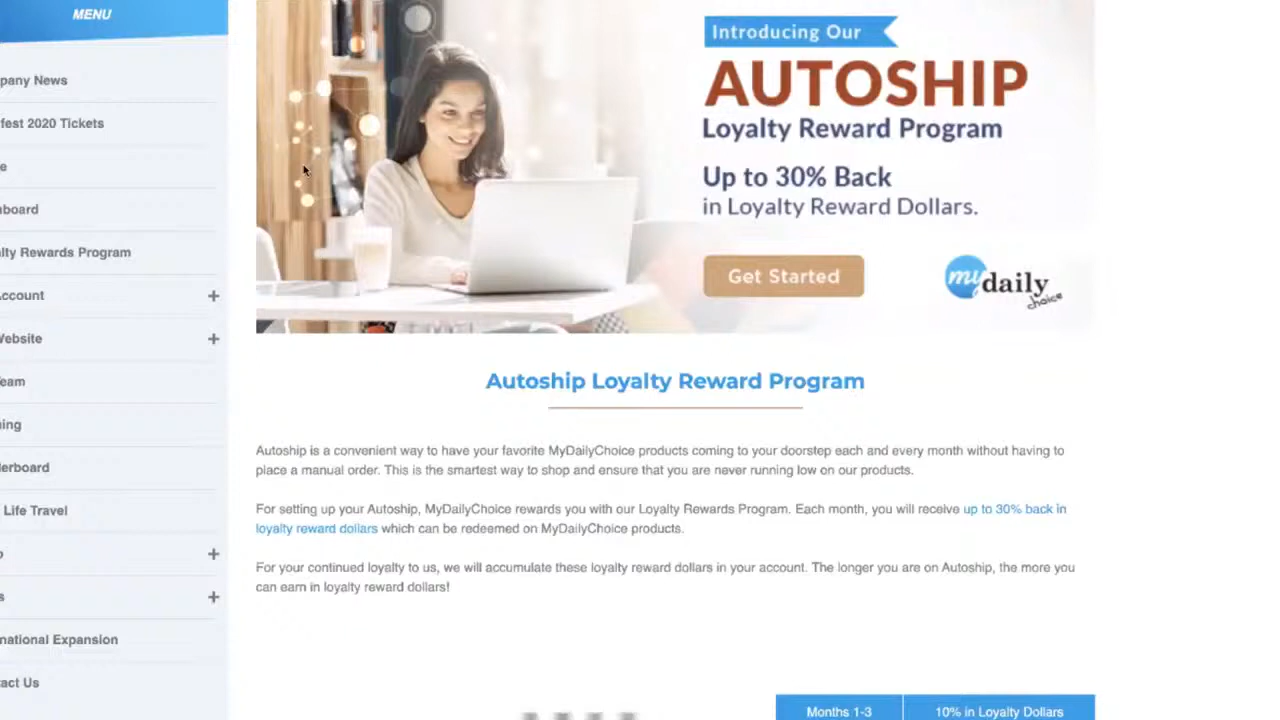 MENU
pany News
fest 2020 Tickets
e
board
lty Rewards Program
Account
Website
Team
ing
erboard
Life Travel
s
national Expansion
tact Us
Introducing Our
AUTOSHIP
Loyalty Reward Program
Up to 30% Back
in Loyalty Reward Dollars.
Get Started
my daily choice
Autoship Loyalty Reward Program
Autoship is a convenient way to have your favorite MyDailyChoice products coming to your doorstep each and every month without having to
place a manual order. This is the smartest way to shop and ensure that you are never running low on our products.
For setting up your Autoship, MyDailyChoice rewards you with our Loyalty Rewards Program. Each month, you will receive up to 30% back in
loyalty reward dollars which can be redeemed on MyDailyChoice products.
For your continued loyalty to us, we will accumulate these loyalty reward dollars in your account. The longer you are on Autoship, the more you
can earn in loyalty reward dollars!
Months 1-3 10% in Loyalty Dollars